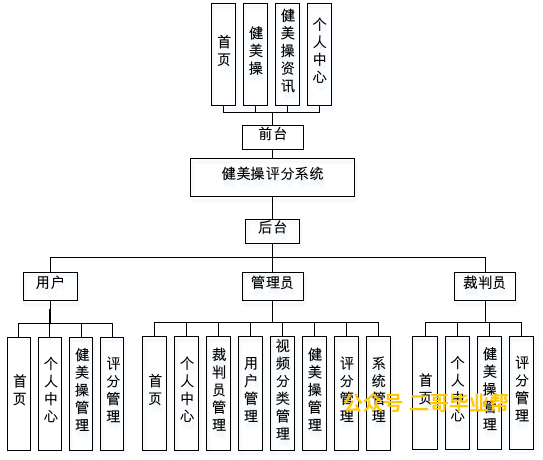 首页
健美操
健美操资讯
个人中心
前台
健美操评分系统
后台
用户
管理员
裁判员
首页
个人中心
健美操管理
评分管理
首页
个人中心
裁判员管理
用户管理
视频分类管理
健美操管理
评分管理
系统管理
首页
个人中心
健美操管理
评分管理
公众号 二哥毕业帮